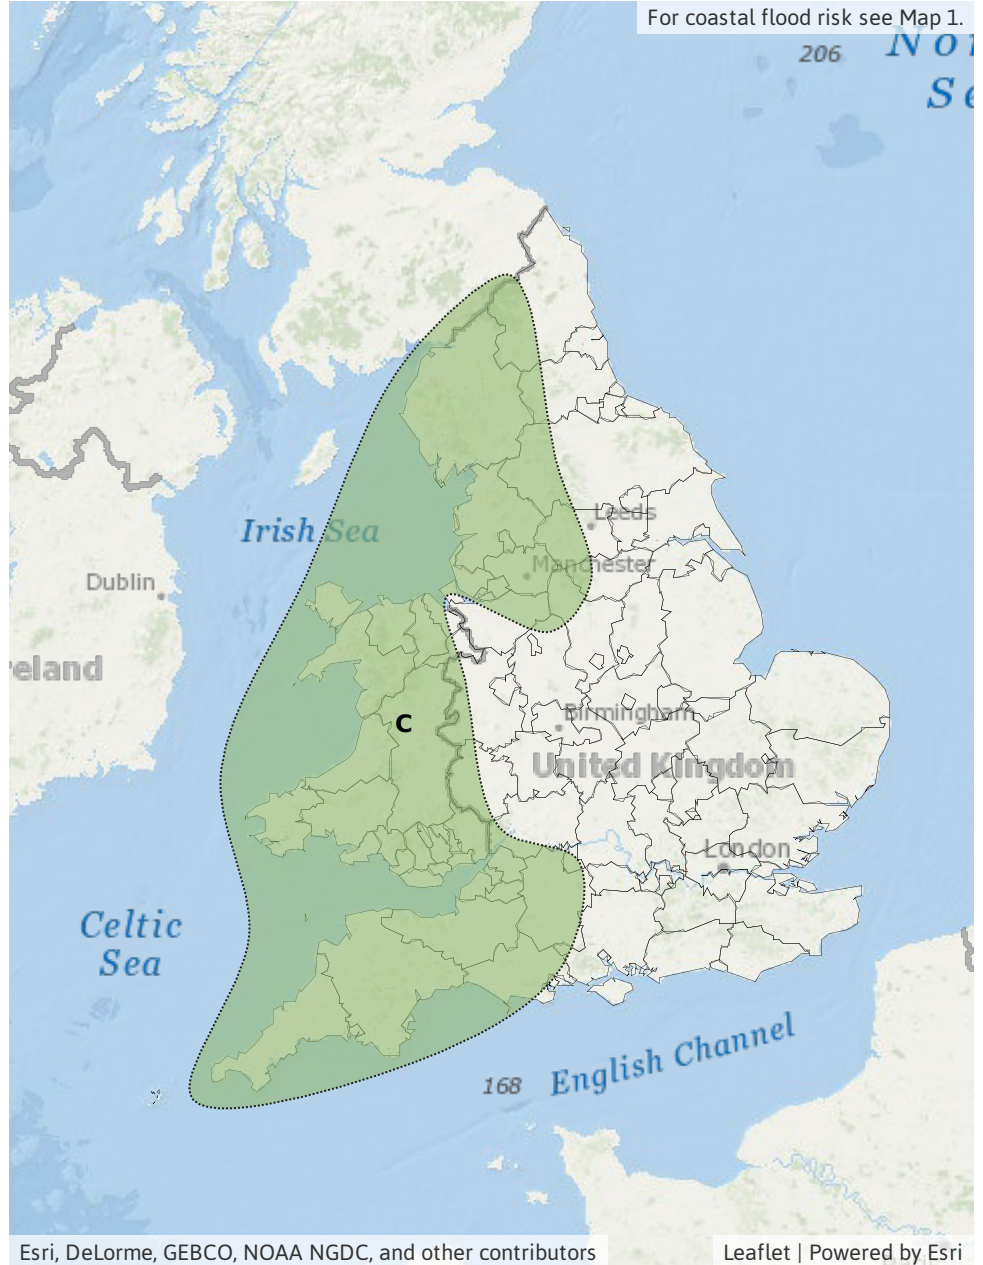 For coastal flood risk see Map 1.
206
Nor
Se
Leeds
Irish Sea
Manchester
Dublin
reland
C
Birmingham
United Kingdom
London
Celtic
Sea
English Channel
168
Esri, DeLorme, GEBCO, NOAA NGDC, and other contributors
Leaflet | Powered by Esri